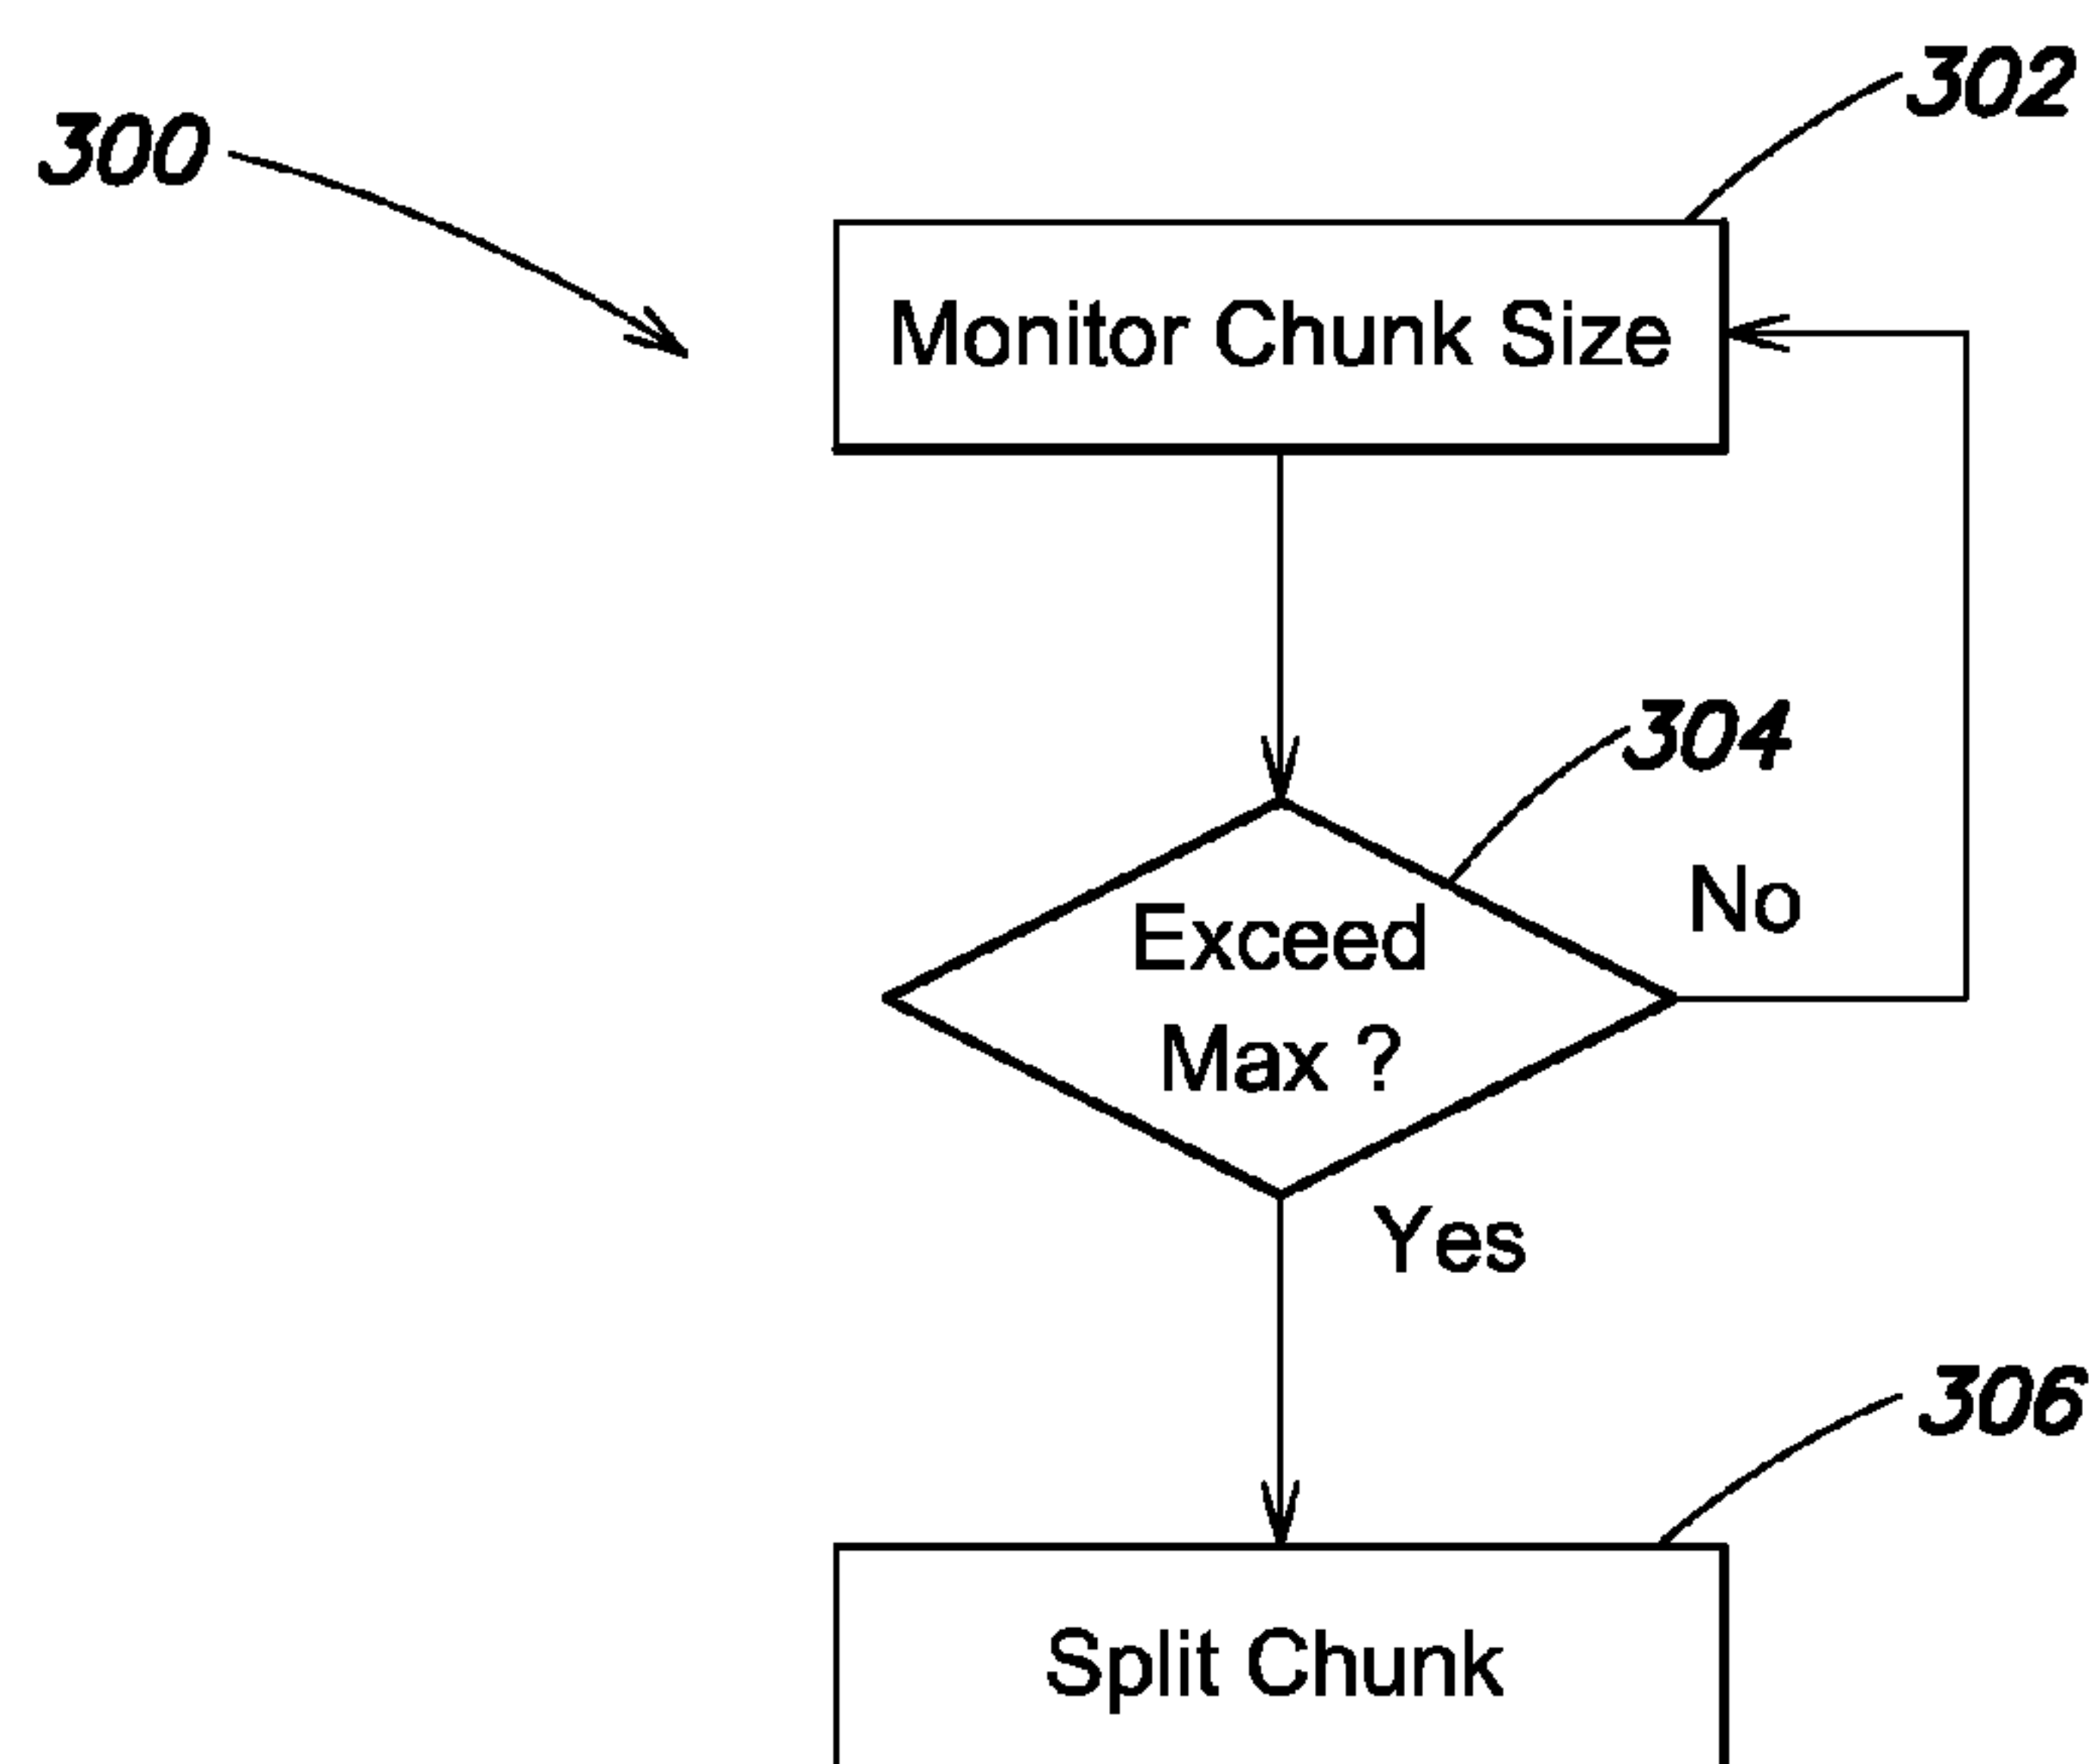 302
300
Monitor Chunk Size
304
No
Exceed
Max ?
Yes
306
Split Chunk